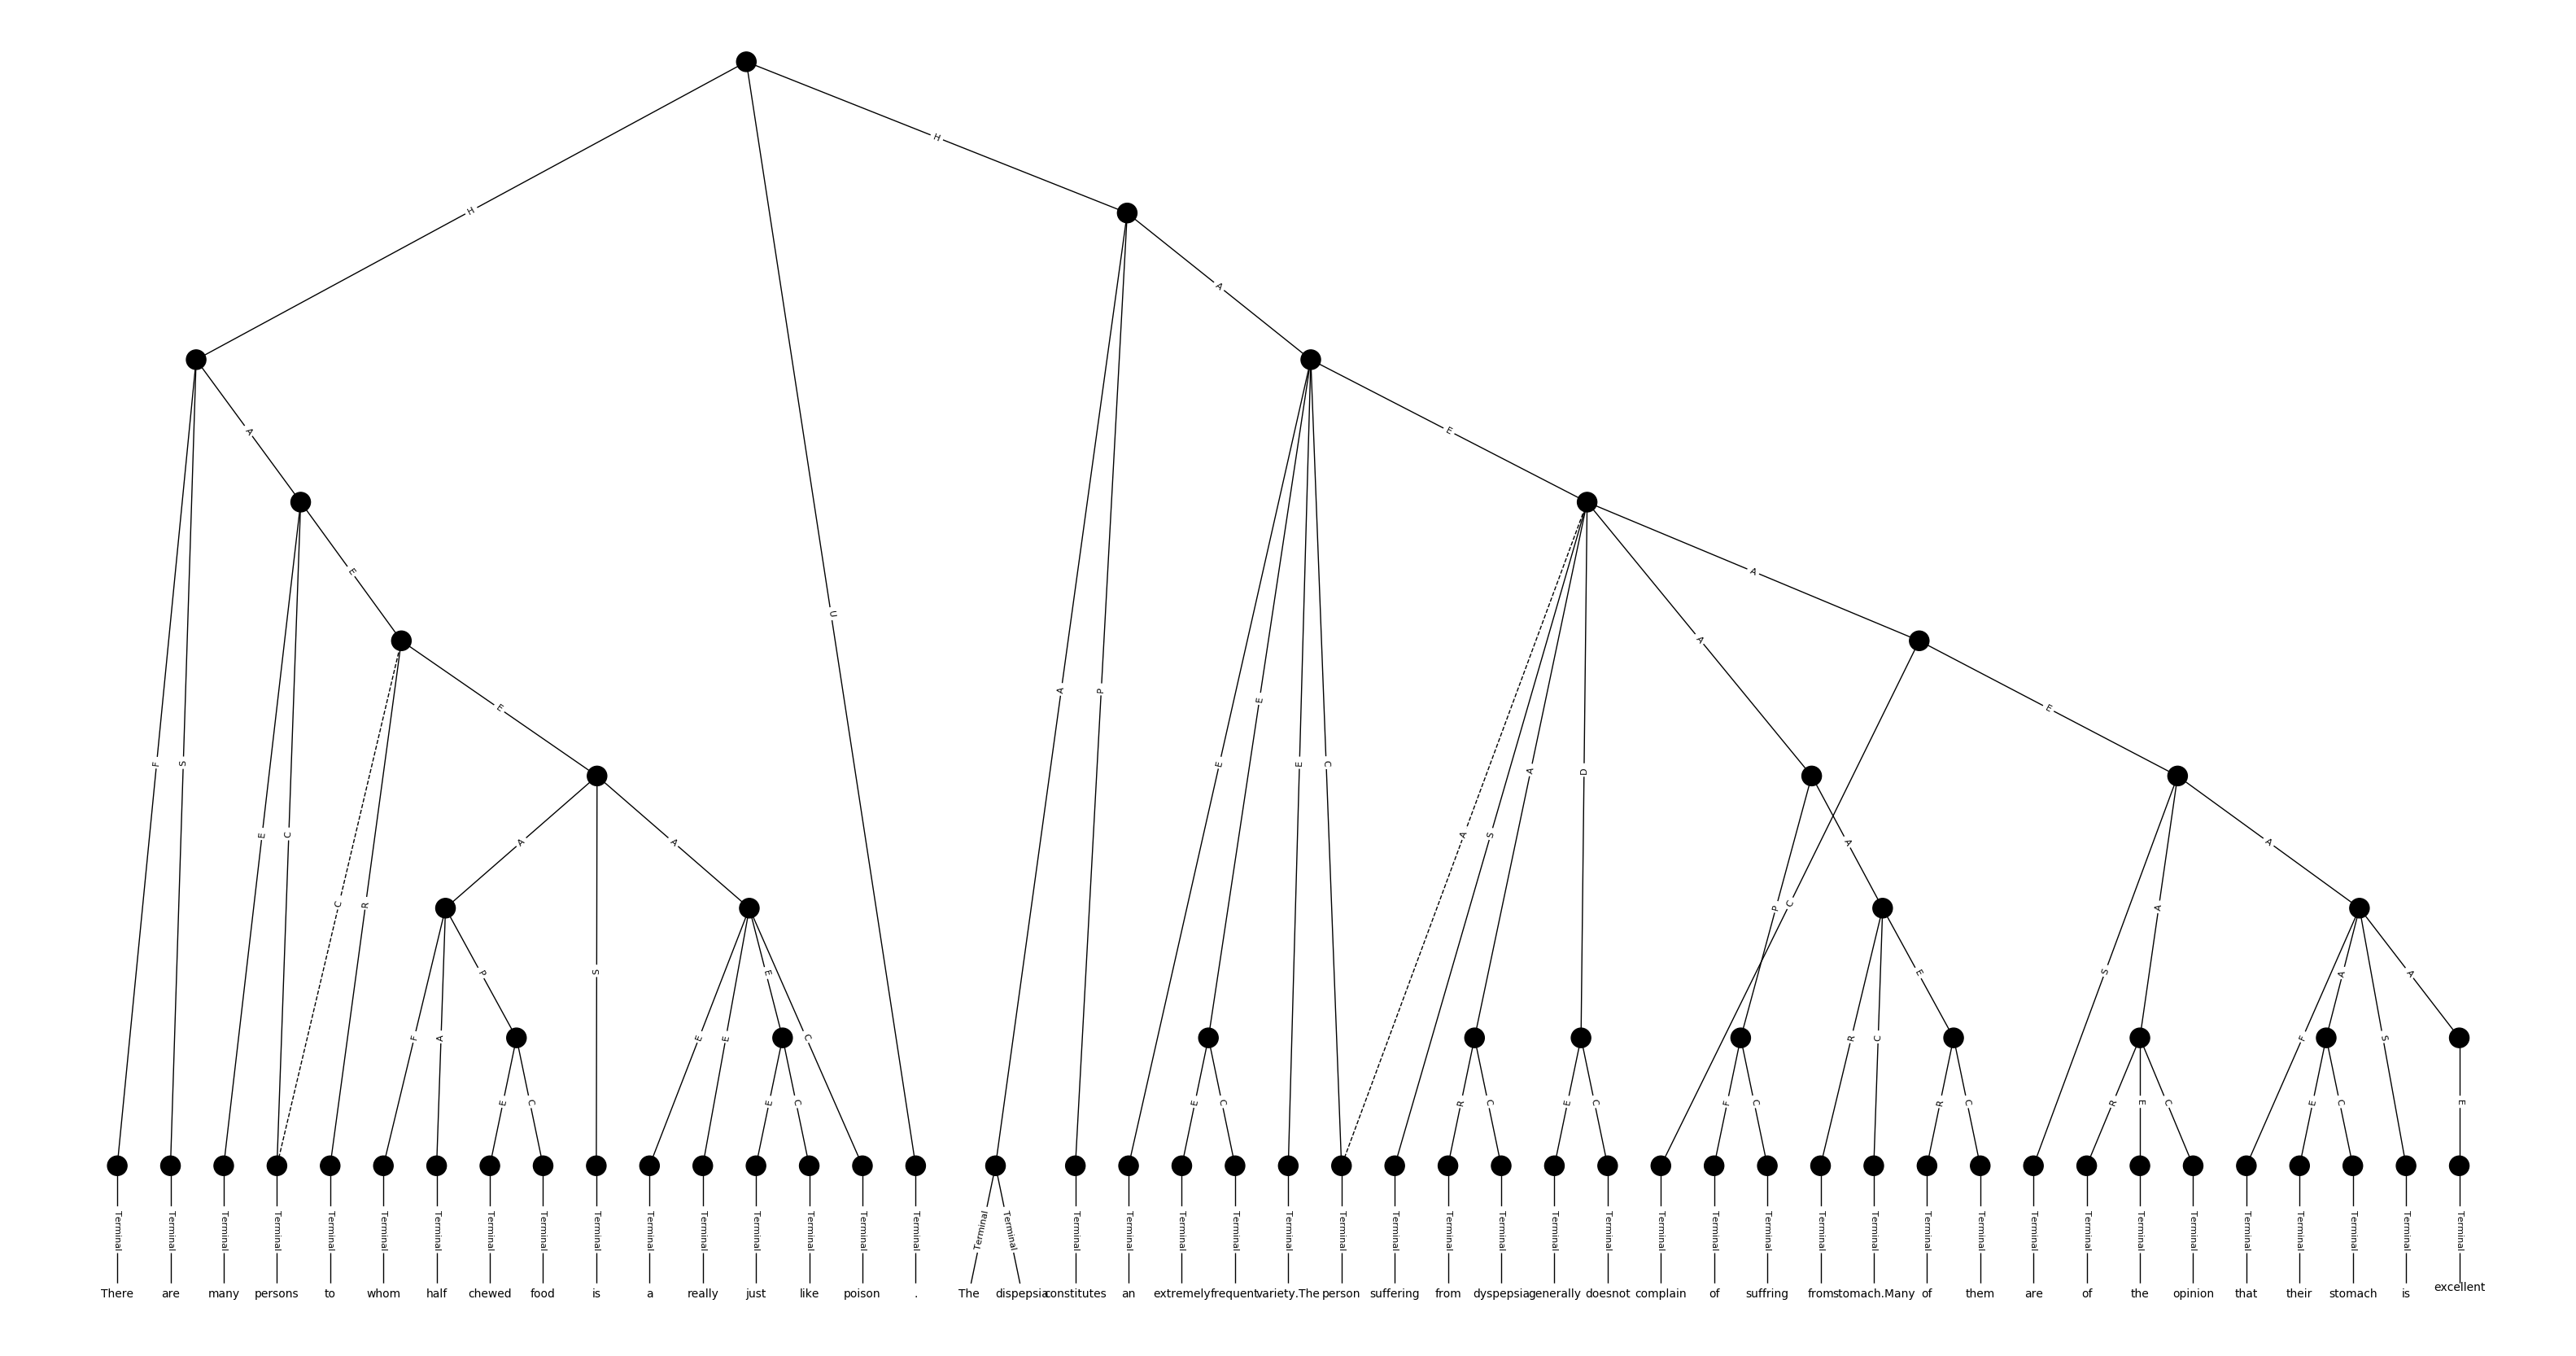 H
H
A
A
E
E
A
F
S
E
C
C
R
E
U
A
P
E
E
E
C
A
S
A
D
A
P
C
A
E
A
S
A
F
A
P
E
E
E
C
R
C
E
F
A
S
A
E
C
E
C
E
C
R
C
E
C
F
C
R
C
R
E
C
E
C
E
Terminal Terminal Terminal Terminal Terminal Terminal Terminal Terminal Terminal Terminal Terminal Terminal Terminal Terminal Terminal Terminal Terminal Terminal Terminal Terminal Terminal Terminal Terminal Terminal Terminal Terminal Terminal Terminal Terminal Terminal Terminal Terminal Terminal Terminal Terminal Terminal Terminal Terminal Terminal Terminal Terminal Terminal Terminal Terminal Terminal
There are many persons to whom half chewed food is a really just like poison . The dispepsia constitutes an extremely frequent variety.The person suffering from dyspepsia generally doesnot complain of suffring from stomach.Many of them are of the opinion that their stomach is excellent